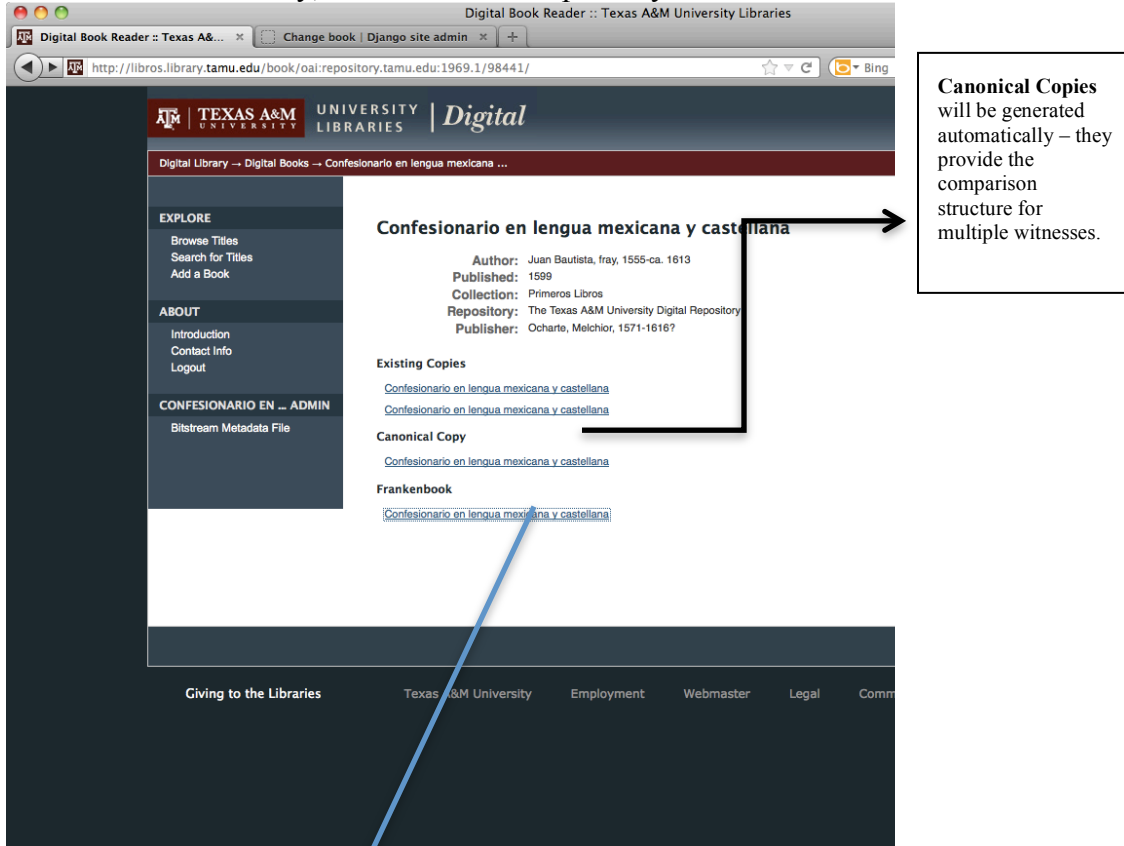 Digital Book Reader :: Texas A&M University Libraries
Digital Book Reader :: Texas A&...
Change book | Django site admin
http://libros.library.tamu.edu/book/oai:repository.tamu.edu:1969.1/98441/
Bing
TEXAS A&M
UNIVERSITY
UNIVERSITY
LIBRARIES
Digital
Digital Library → Digital Books → Confesionario en lengua mexicana ...
EXPLORE
Browse Titles
Search for Titles
Add a Book
ABOUT
Introduction
Contact Info
Logout
CONFESIONARIO EN ... ADMIN
Bitstream Metadata File
Confesionario en lengua mexicana y castellana
Author: Juan Bautista, fray, 1555-ca. 1613
Published: 1599
Collection: Primeros Libros
Repository: The Texas A&M University Digital Repository
Publisher: Ocharte, Melchior, 1571-1616?
Existing Copies
Confesionario en lengua mexicana y castellana
Confesionario en lengua mexicana y castellana
Canonical Copy
Confesionario en lengua mexicana y castellana
Frankenbook
Confesionario en lengua mexicana y castellana
Giving to the Libraries
Texas A&M University
Employment
Webmaster
Legal
Comm
Canonical Copies
will be generated
automatically – they
provide the
comparison
structure for
multiple witnesses.